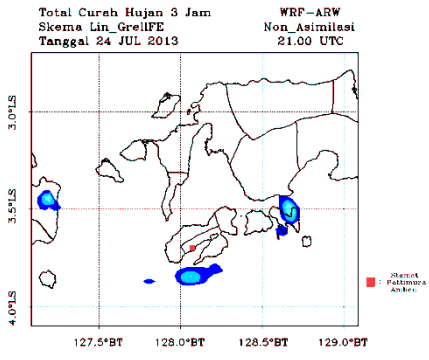 Total Curah Hujan 3 Jam WRF-ARW
Skema Lin_GrellFE Non_Asimilasi
Tanggal 24 JUL 2013 21.00 UTC
3.0°LS
3.5°LS
4.0°LS
127.5°BT 128.0°BT 128.5°BT 129.0°BT
: Stamet
Pattimura
Ambon